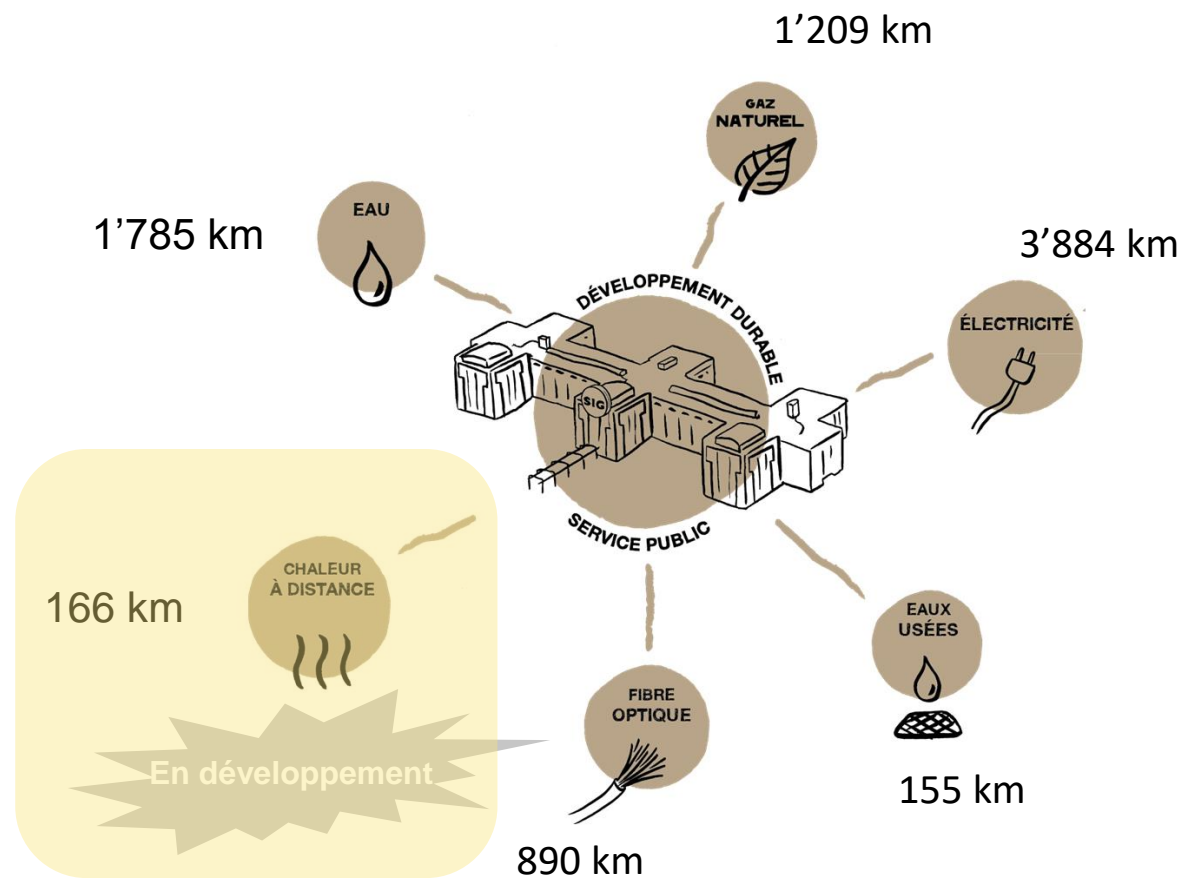 1’209 km
GAZ
NATUREL
EAU
1’785 km
3’884 km
ÉLECTRICITÉ
DÉVELOPPEMENT DURABLE
SIG
SERVICE PUBLIC
CHALEUR
À DISTANCE
166 km
En développement
FIBRE
OPTIQUE
890 km
EAUX
USÉES
155 km